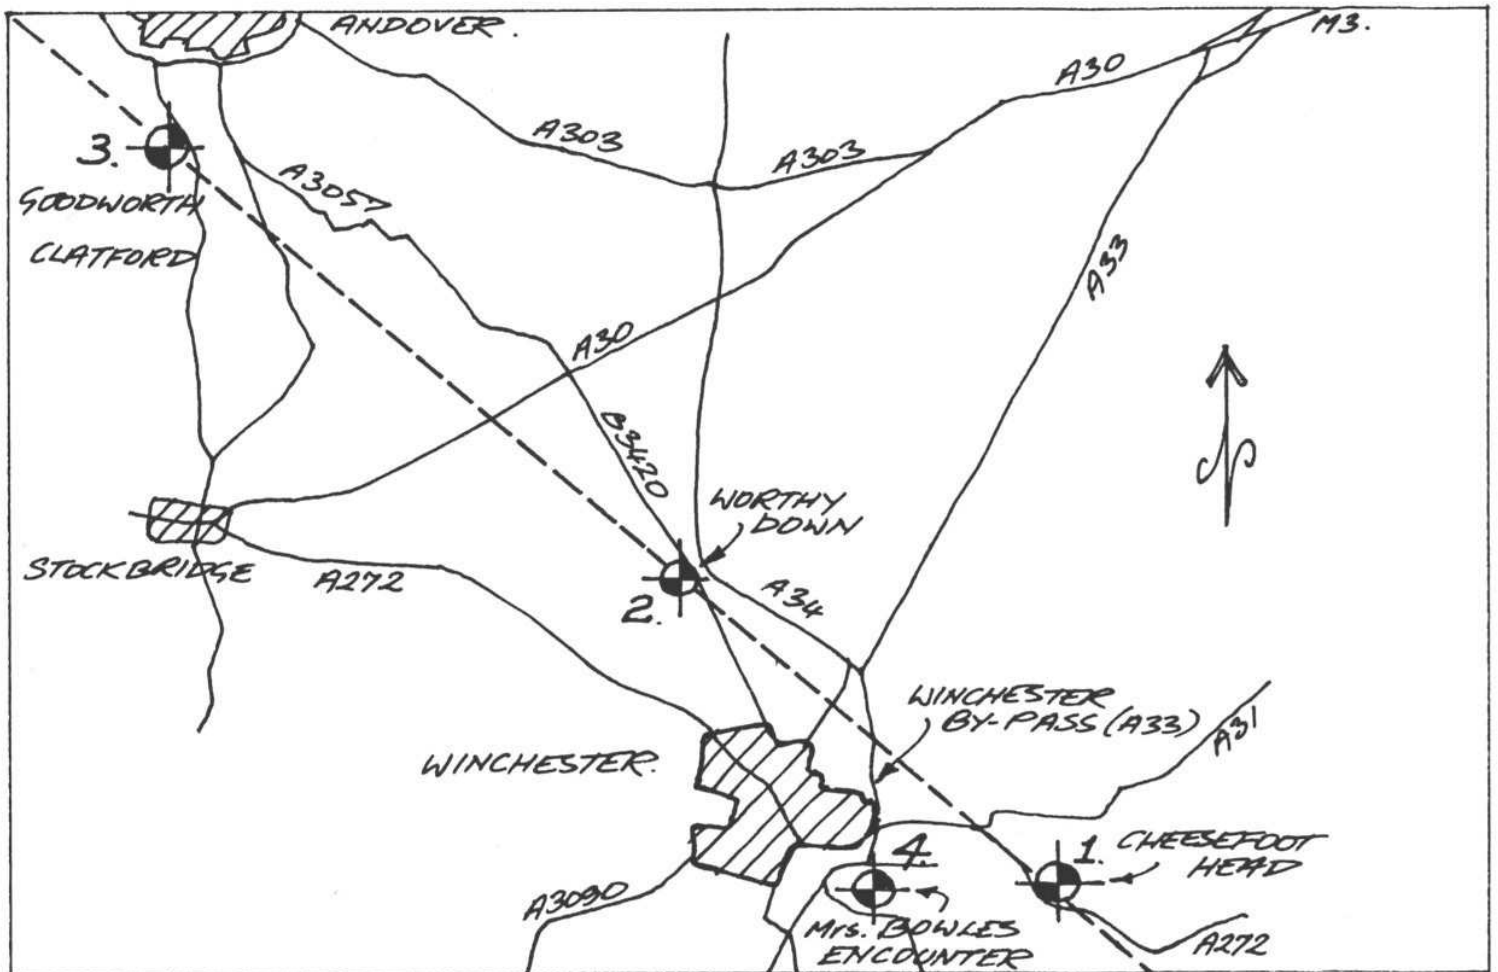 ANDOVER.
M3.
A30
A303
A303
3.
A3057
GOODWORTH
CLATFORD
A33
A30
B3420
WORTHY
DOWN
STOCKBRIDGE
A272
2.
A34
WINCHESTER
BY-PASS (A33)
A31
WINCHESTER.
4.
1. CHEESEFOOT
HEAD
A3090
Mrs. BOWLES
ENCOUNTER
A272